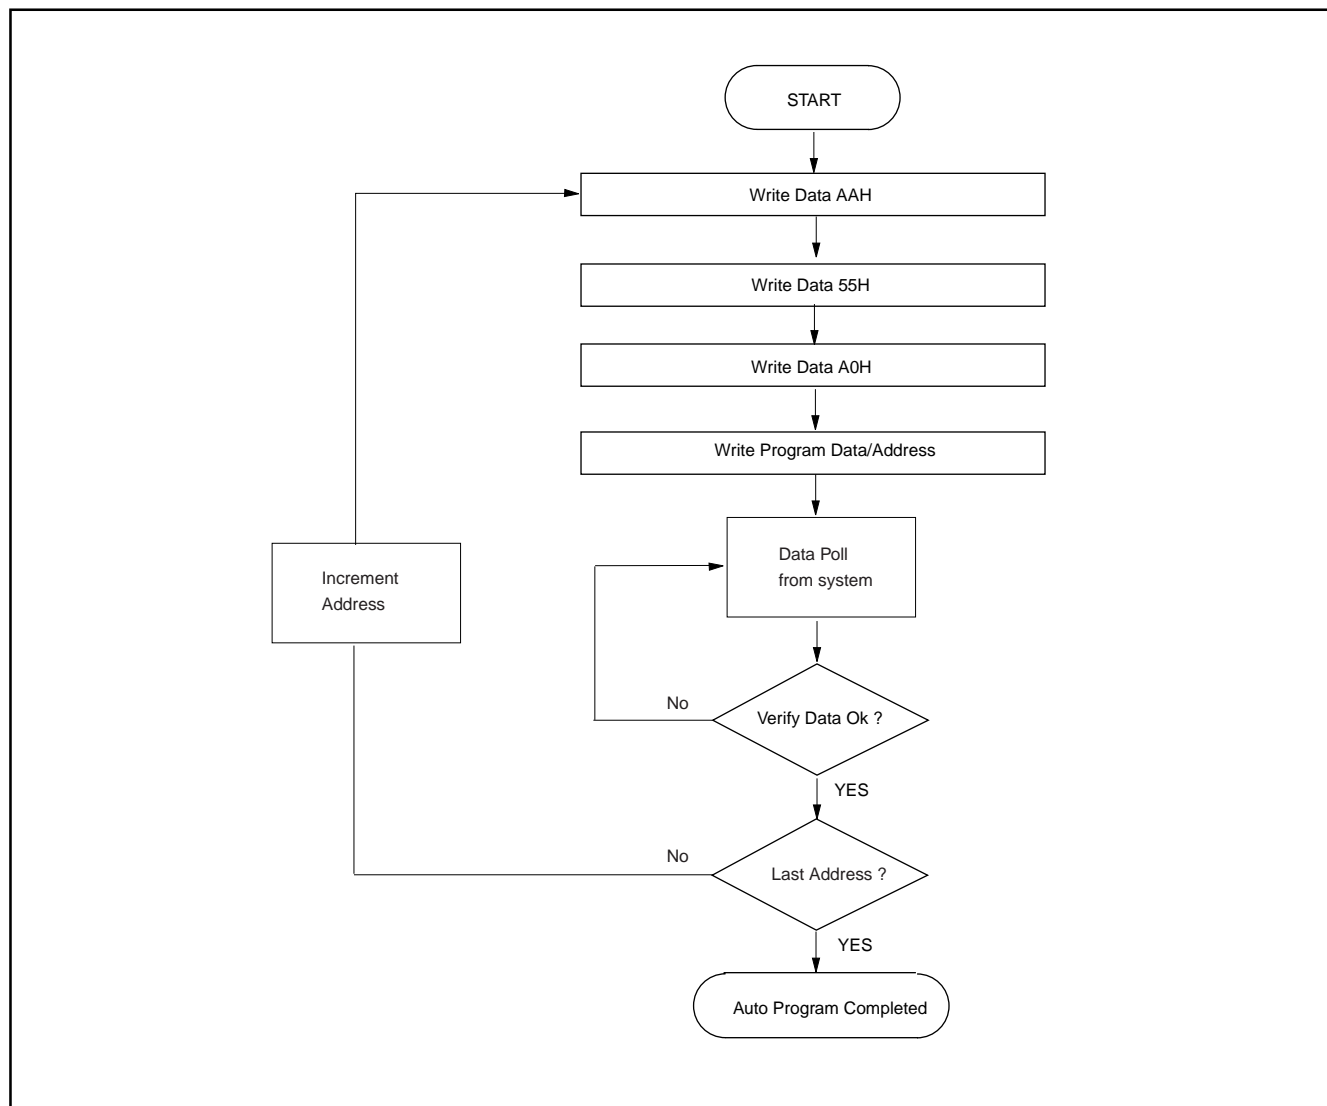 START
Write Data AAH
Write Data 55H
Write Data A0H
Write Program Data/Address
Data Poll
from system
Increment
Address
No
Verify Data Ok ?
YES
No
Last Address ?
YES
Auto Program Completed